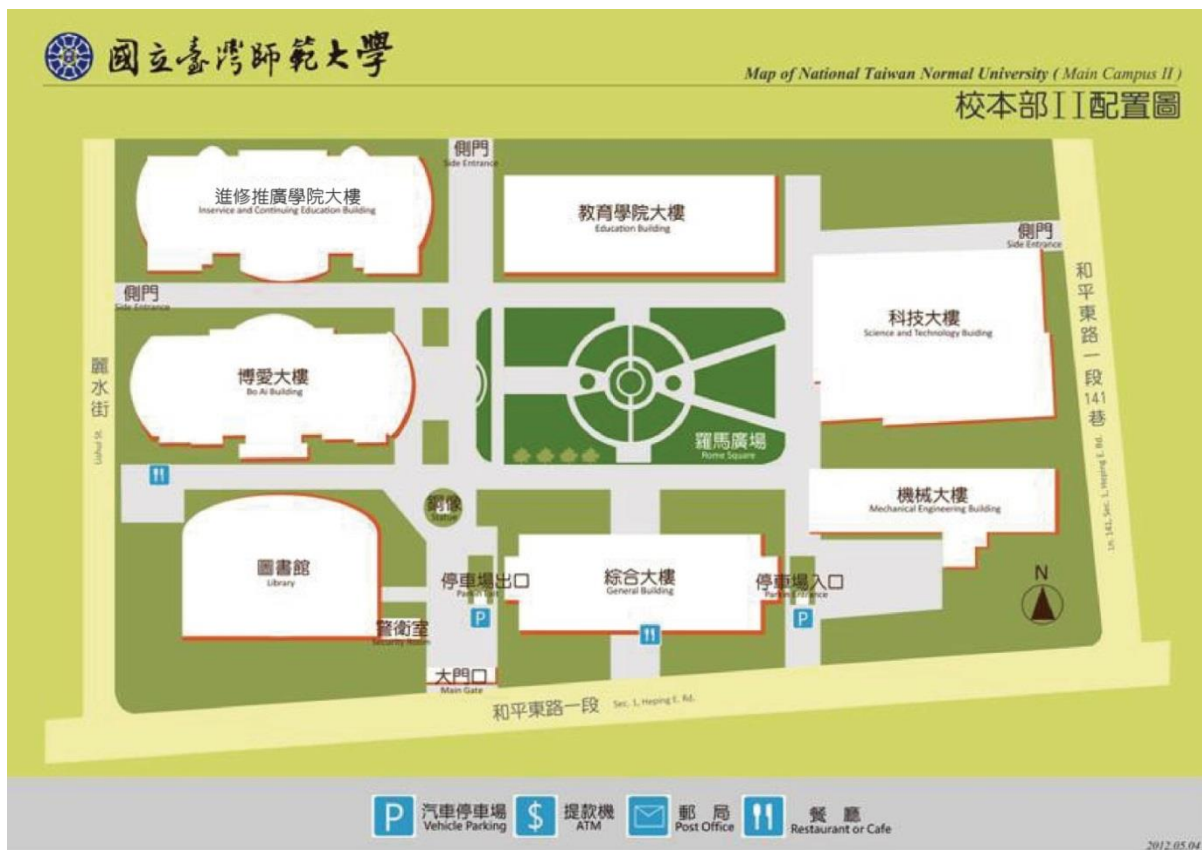 國立臺灣師範大學
Map of National Taiwan Normal University ( Main Campus II )
校本部II配置圖
側門
Side Entrance
進修推廣學院大樓
Inservice and Continuing Education Building
教育學院大樓
Education Building
側門
Side Entrance
側門
Side Entrance
科技大樓
Science and Technology Buiding
和平東路一段141巷
Ln. 141, Sec. 1, Heping E. Rd.
麗水街
Lishui St.
博愛大樓
Bo Ai Building
羅馬廣場
Rome Square
銅像
Statue
機械大樓
Mechanical Engineering Building
圖書館
Library
停車場出口
綜合大樓
General Building
停車場入口
N
P
P
警衛室
Security Room
大門口
Main Gate
和平東路一段 Sec. 1, Heping E. Rd.
P 汽車停車場
Vehicle Parking
$ 提款機
ATM
郵局
Post Office
餐廳
Restaurant or Cafe
2012.05.04